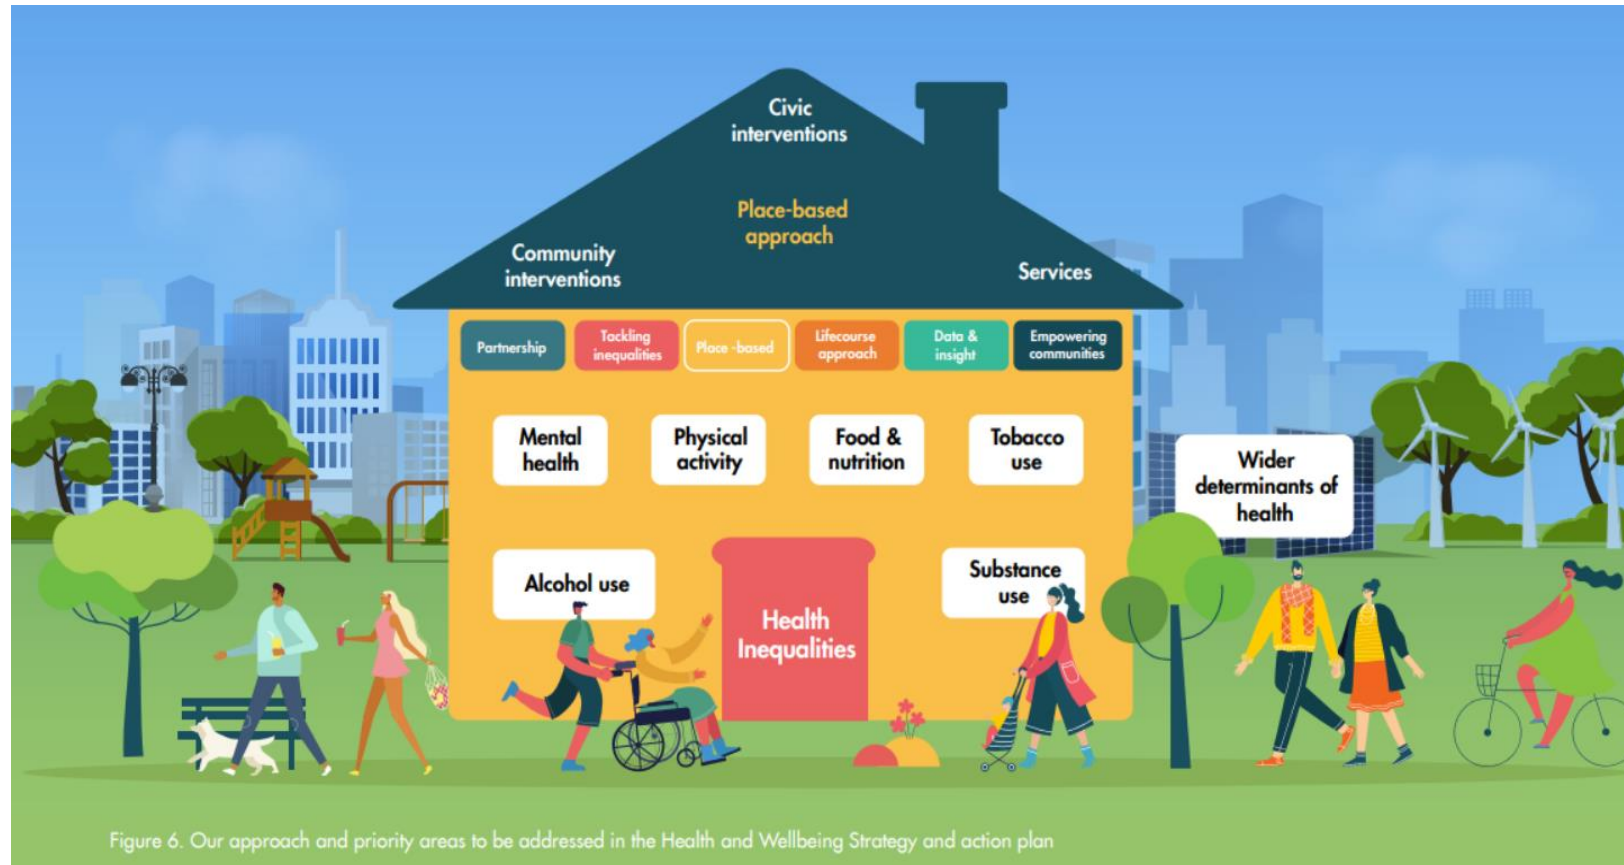 Civic
interventions
Place-based
approach
Community
interventions
Services
Partnership
Tackling
inequalities
Place -based
Lifecourse
approach
Data &
insight
Empowering
communities
Mental
health
Physical
activity
Food &
nutrition
Tobacco
use
Wider
determinants of
health
Alcohol use
Substance
use
Health
Inequalities
Figure 6. Our approach and priority areas to be addressed in the Health and Wellbeing Strategy and action plan